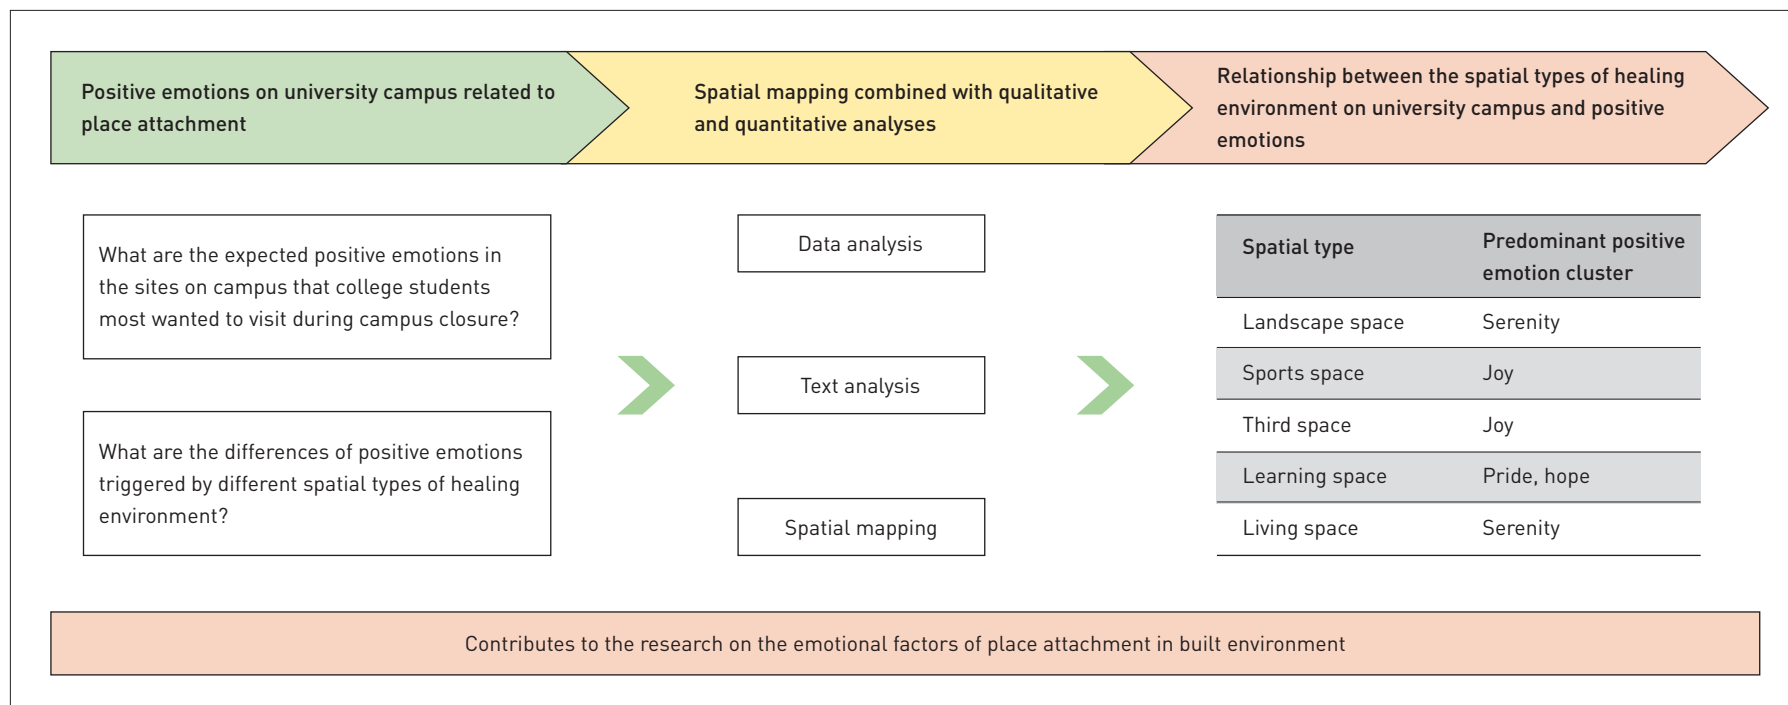 Positive emotions on university campus related to
place attachment
Spatial mapping combined with qualitative
and quantitative analyses
Relationship between the spatial types of healing
environment on university campus and positive
emotions
What are the expected positive emotions in
the sites on campus that college students
most wanted to visit during campus closure?
What are the differences of positive emotions
triggered by different spatial types of healing
environment?
Data analysis
Text analysis
Spatial mapping
Spatial type
Predominant positive
emotion cluster
Landscape space Serenity
Sports space Joy
Third space Joy
Learning space Pride, hope
Living space Serenity
Contributes to the research on the emotional factors of place attachment in built environment